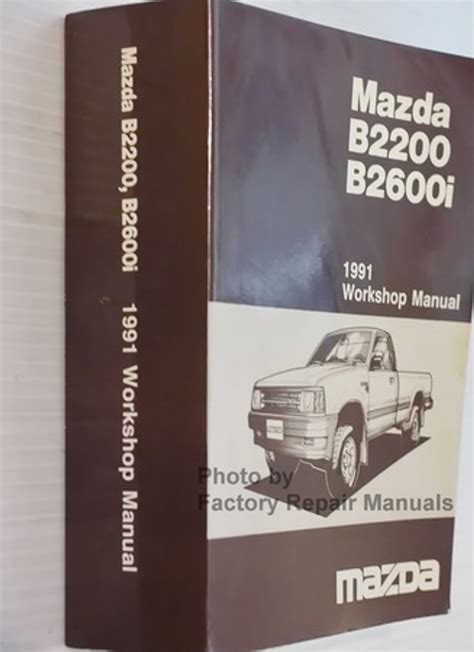 Mazda B2200, B2600i 1991 Workshop Manual
Mazda
B2200
B2600i
1991
Workshop Manual
Photo by
Factory Repair Manuals
mazda